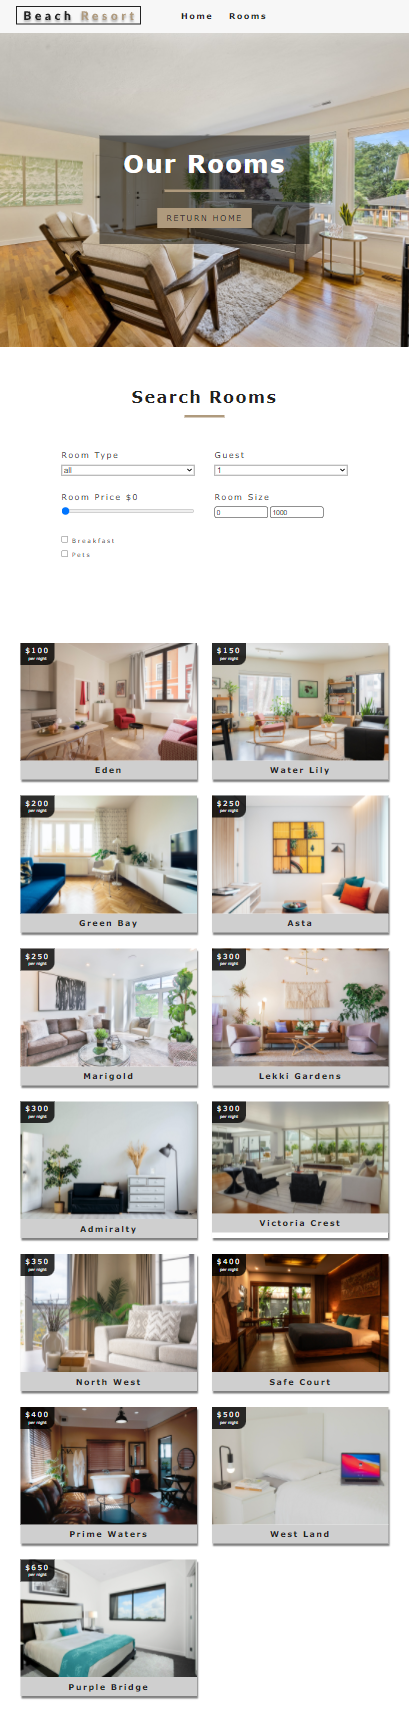 Beach Resort
Home Rooms
Our Rooms
RETURN HOME
Search Rooms
Room Type Guest
all 1
Room Price $0 Room Size
0 1000
Breakfast
Pets
$100 per night
Eden
$150 per night
Water Lily
$200 per night
Green Bay
$250 per night
Asta
$250 per night
Marigold
$300 per night
Lekki Gardens
$300 per night
Admiralty
$300 per night
Victoria Crest
$350 per night
North West
$400 per night
Safe Court
$400 per night
Prime Waters
$500 per night
West Land
$650 per night
Purple Bridge